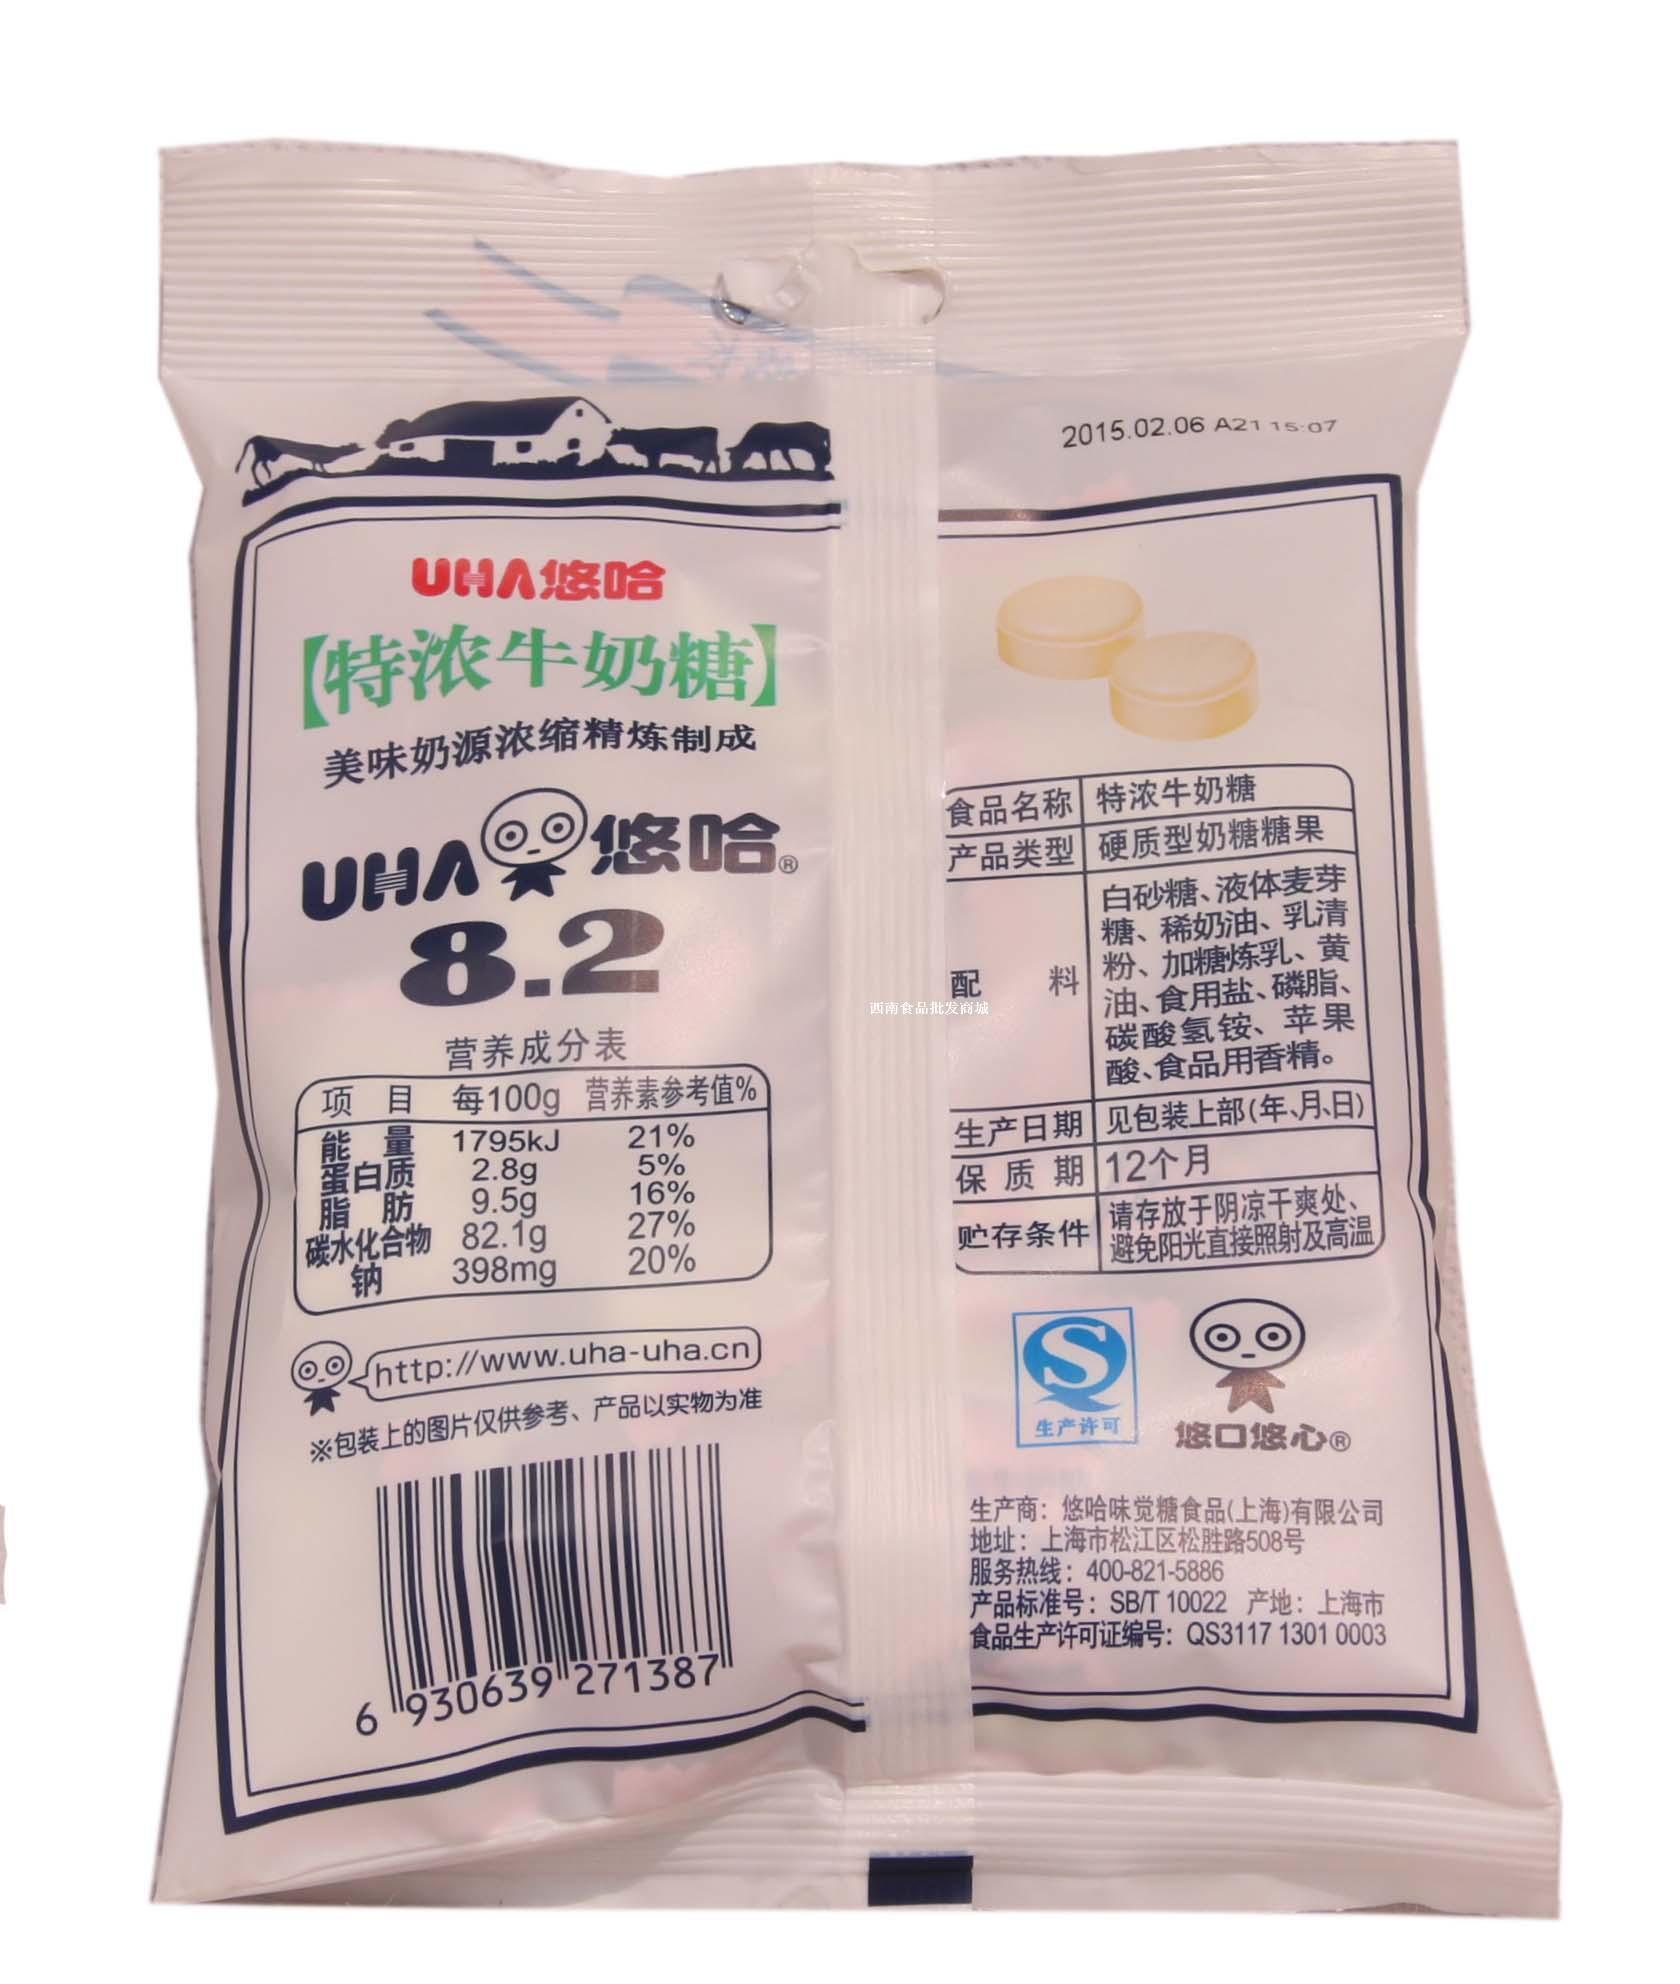 2015.02.06 A21 15:07
UHA悠哈
【特浓牛奶糖】
美味奶源浓缩精炼制成
UHA悠哈®
8.2
营养成分表
项 目 每100g 营养素参考值%
能 量 1795kJ 21%
蛋白质 2.8g 5%
脂 肪 9.5g 16%
碳水化合物 82.1g 27%
钠 398mg 20%
http://www.uha-uha.cn
※包装上的图片仅供参考、产品以实物为准
6 930639 271387
食品名称 特浓牛奶糖
产品类型 硬质型奶糖糖果
配 料 白砂糖、液体麦芽
糖、稀奶油、乳清
粉、加糖炼乳、黄
油、食用盐、磷脂、
碳酸氢铵、苹果
酸、食品用香精。
生产日期 见包装上部(年、月、日)
保 质 期 12个月
贮存条件 请存放于阴凉干爽处、
避免阳光直接照射及高温
生产许可
悠口悠心®
生产商：悠哈味觉糖食品(上海)有限公司
地址：上海市松江区松胜路508号
服务热线：400-821-5886
产品标准号：SB/T 10022 产地：上海市
食品生产许可证编号：QS3117 1301 0003
西南食品批发商城